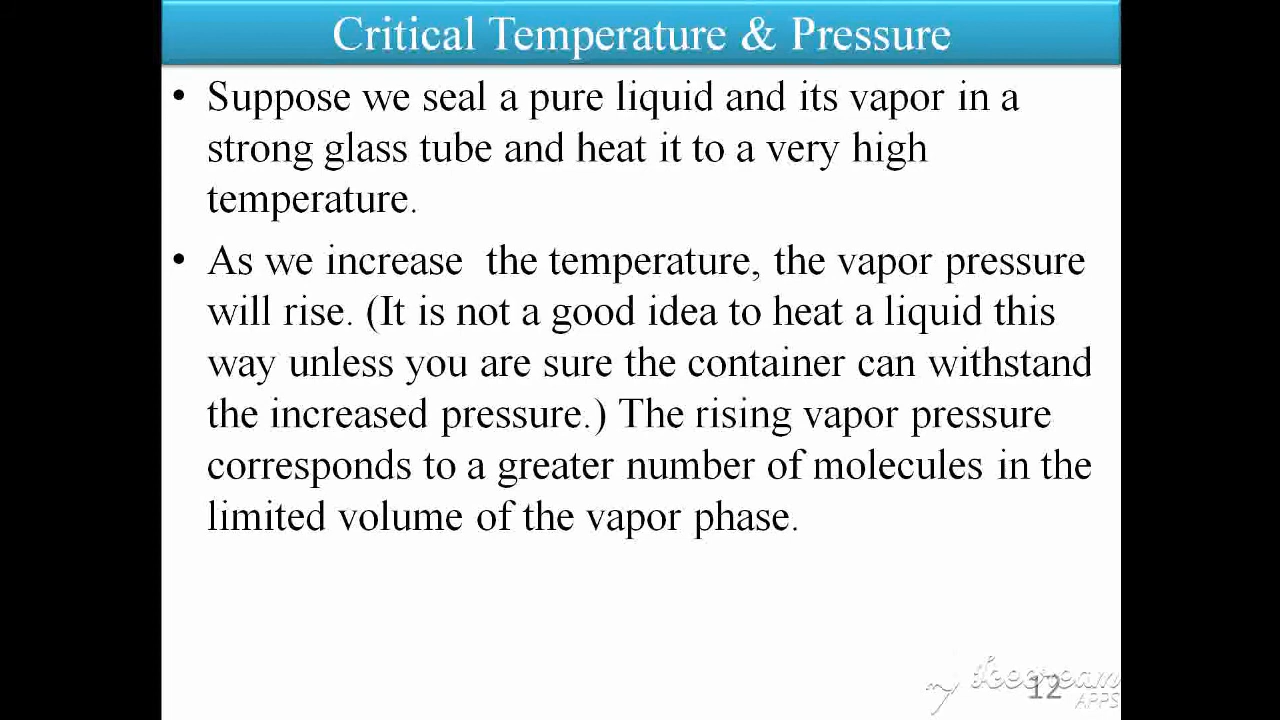 Critical Temperature & Pressure
• Suppose we seal a pure liquid and its vapor in a
strong glass tube and heat it to a very high
temperature.
• As we increase  the temperature, the vapor pressure
will rise. (It is not a good idea to heat a liquid this
way unless you are sure the container can withstand
the increased pressure.) The rising vapor pressure
corresponds to a greater number of molecules in the
limited volume of the vapor phase.
Icecream
12
APPS